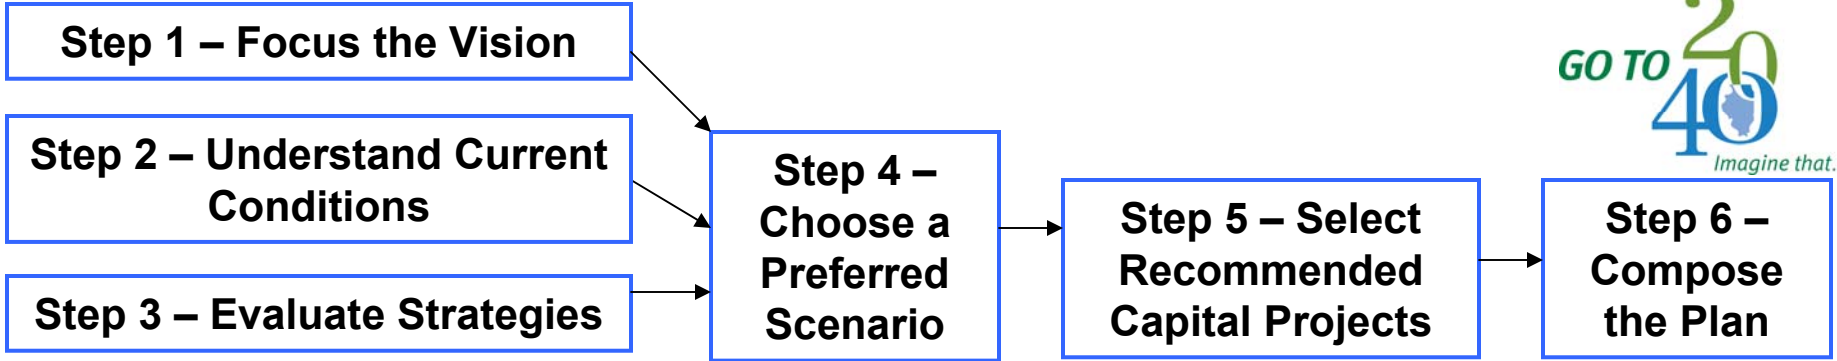 Step 1 – Focus the Vision
Step 2 – Understand Current
Conditions
Step 3 – Evaluate Strategies
Step 4 –
Choose a
Preferred
Scenario
Step 5 – Select
Recommended
Capital Projects
Step 6 –
Compose
the Plan
GO TO 2040
Imagine that.